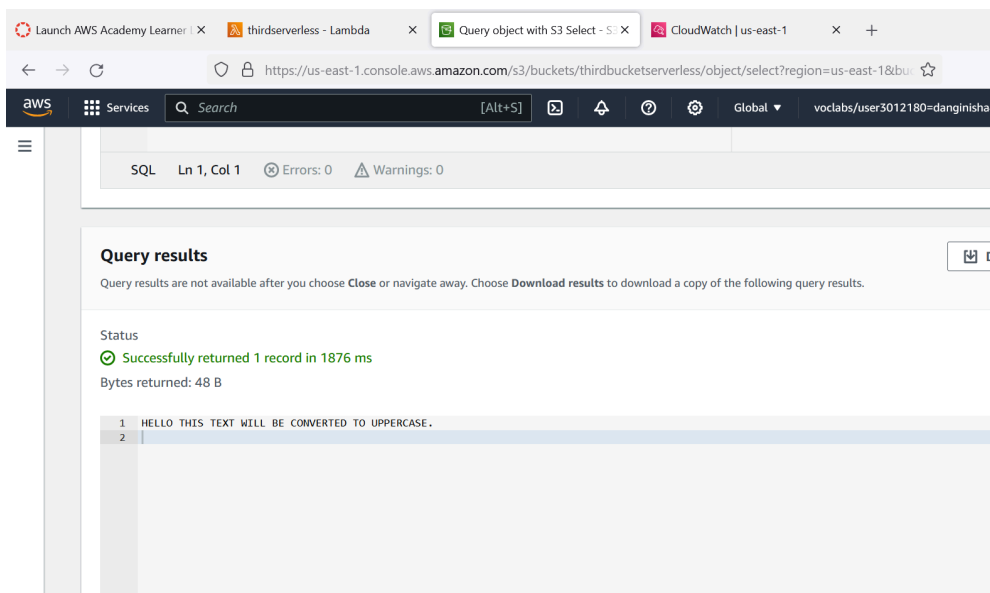 Launch AWS Academy Learner L
thirdserverless - Lambda
Query object with S3 Select - S3
CloudWatch | us-east-1
https://us-east-1.console.aws.amazon.com/s3/buckets/thirdbucketserverless/object/select?region=us-east-1&buc
aws
Services
Search
[Alt+S]
Global
voclabs/user3012180=danginisha
SQL Ln 1, Col 1 Errors: 0 Warnings: 0
Query results
Query results are not available after you choose Close or navigate away. Choose Download results to download a copy of the following query results.
Status
Successfully returned 1 record in 1876 ms
Bytes returned: 48 B
1 HELLO THIS TEXT WILL BE CONVERTED TO UPPERCASE.
2